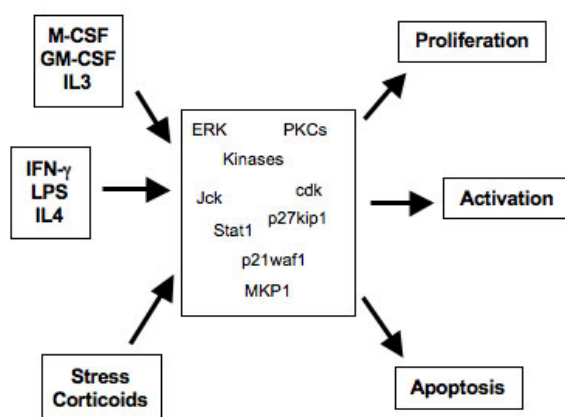 M-CSF
GM-CSF
IL3
Proliferation
ERK PKCs
Kinases
IFN-γ
LPS
IL4
Jck cdk
p27kip1
Stat1
p21waf1
MKP1
Activation
Stress
Corticoids
Apoptosis